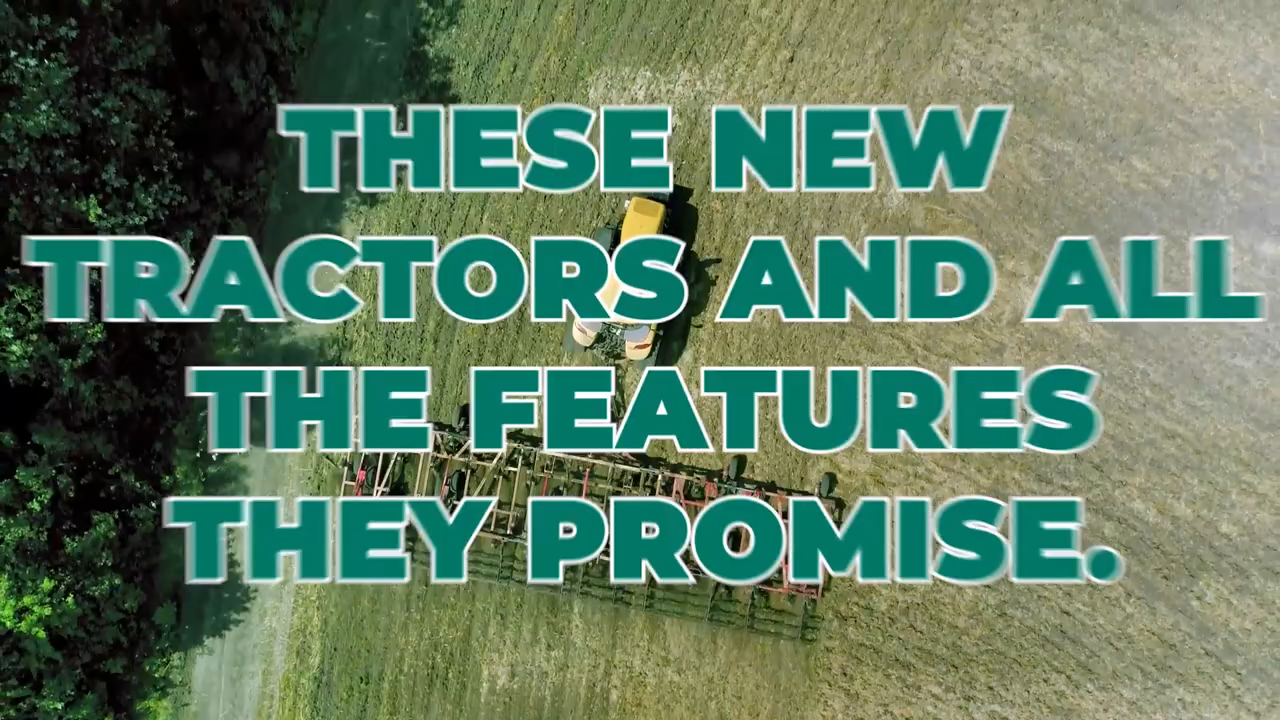 THESE NEW
TRACTORS AND ALL
THE FEATURES
THEY PROMISE.